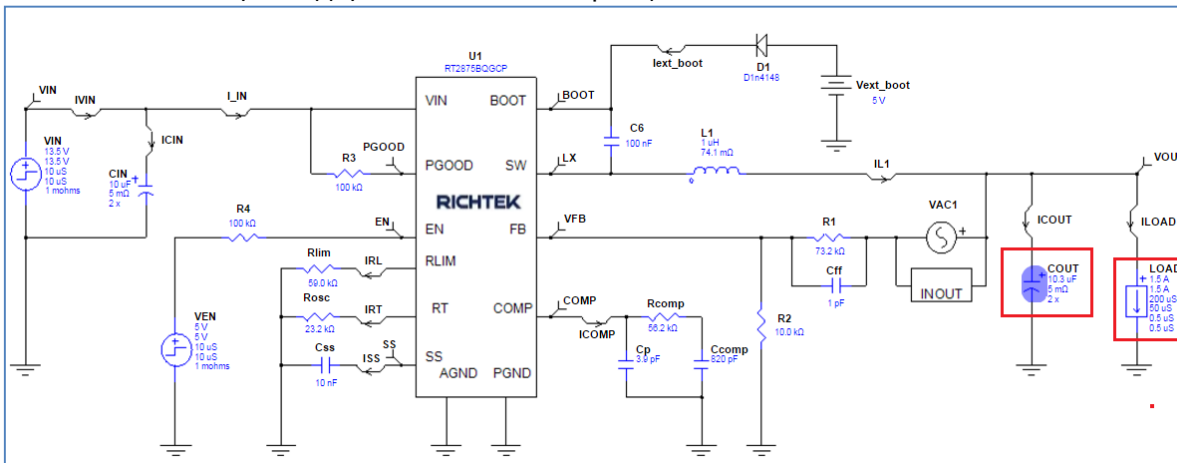 U1
RT2875BQGCP
VIN
BOOT
PGOOD
SW
RICHTEK
EN
FB
RLIM
RT
COMP
SS
AGND
PGND
VIN
IVIN
I_IN
VIN
13.5 V
13.5 V
10 uS
10 uS
1 mohms
ICIN
CIN
10 uF
5 mΩ
2 x
+
PGOOD
R3
100 kΩ
R4
100 kΩ
EN
VEN
5 V
5 V
10 uS
10 uS
1 mohms
Rlim
59.0 kΩ
IRL
Rosc
23.2 kΩ
IRT
Css
10 nF
ISS
SS
Iext_boot
D1
D1n4148
Vext_boot
5 V
BOOT
C6
100 nF
LX
L1
1 uH
74.1 mΩ
IL1
VOU
VFB
R1
73.2 kΩ
Cff
1 pF
VAC1
+
INOUT
R2
10.0 kΩ
COMP
ICOMP
Rcomp
56.2 kΩ
Cp
3.9 pF
Ccomp
820 pF
ICOUT
COUT
10.3 uF
5 mΩ
2 x
+
ILOAD
LOAD
+
1.5 A
1.5 A
200 uS
50 uS
0.5 uS
0.5 uS